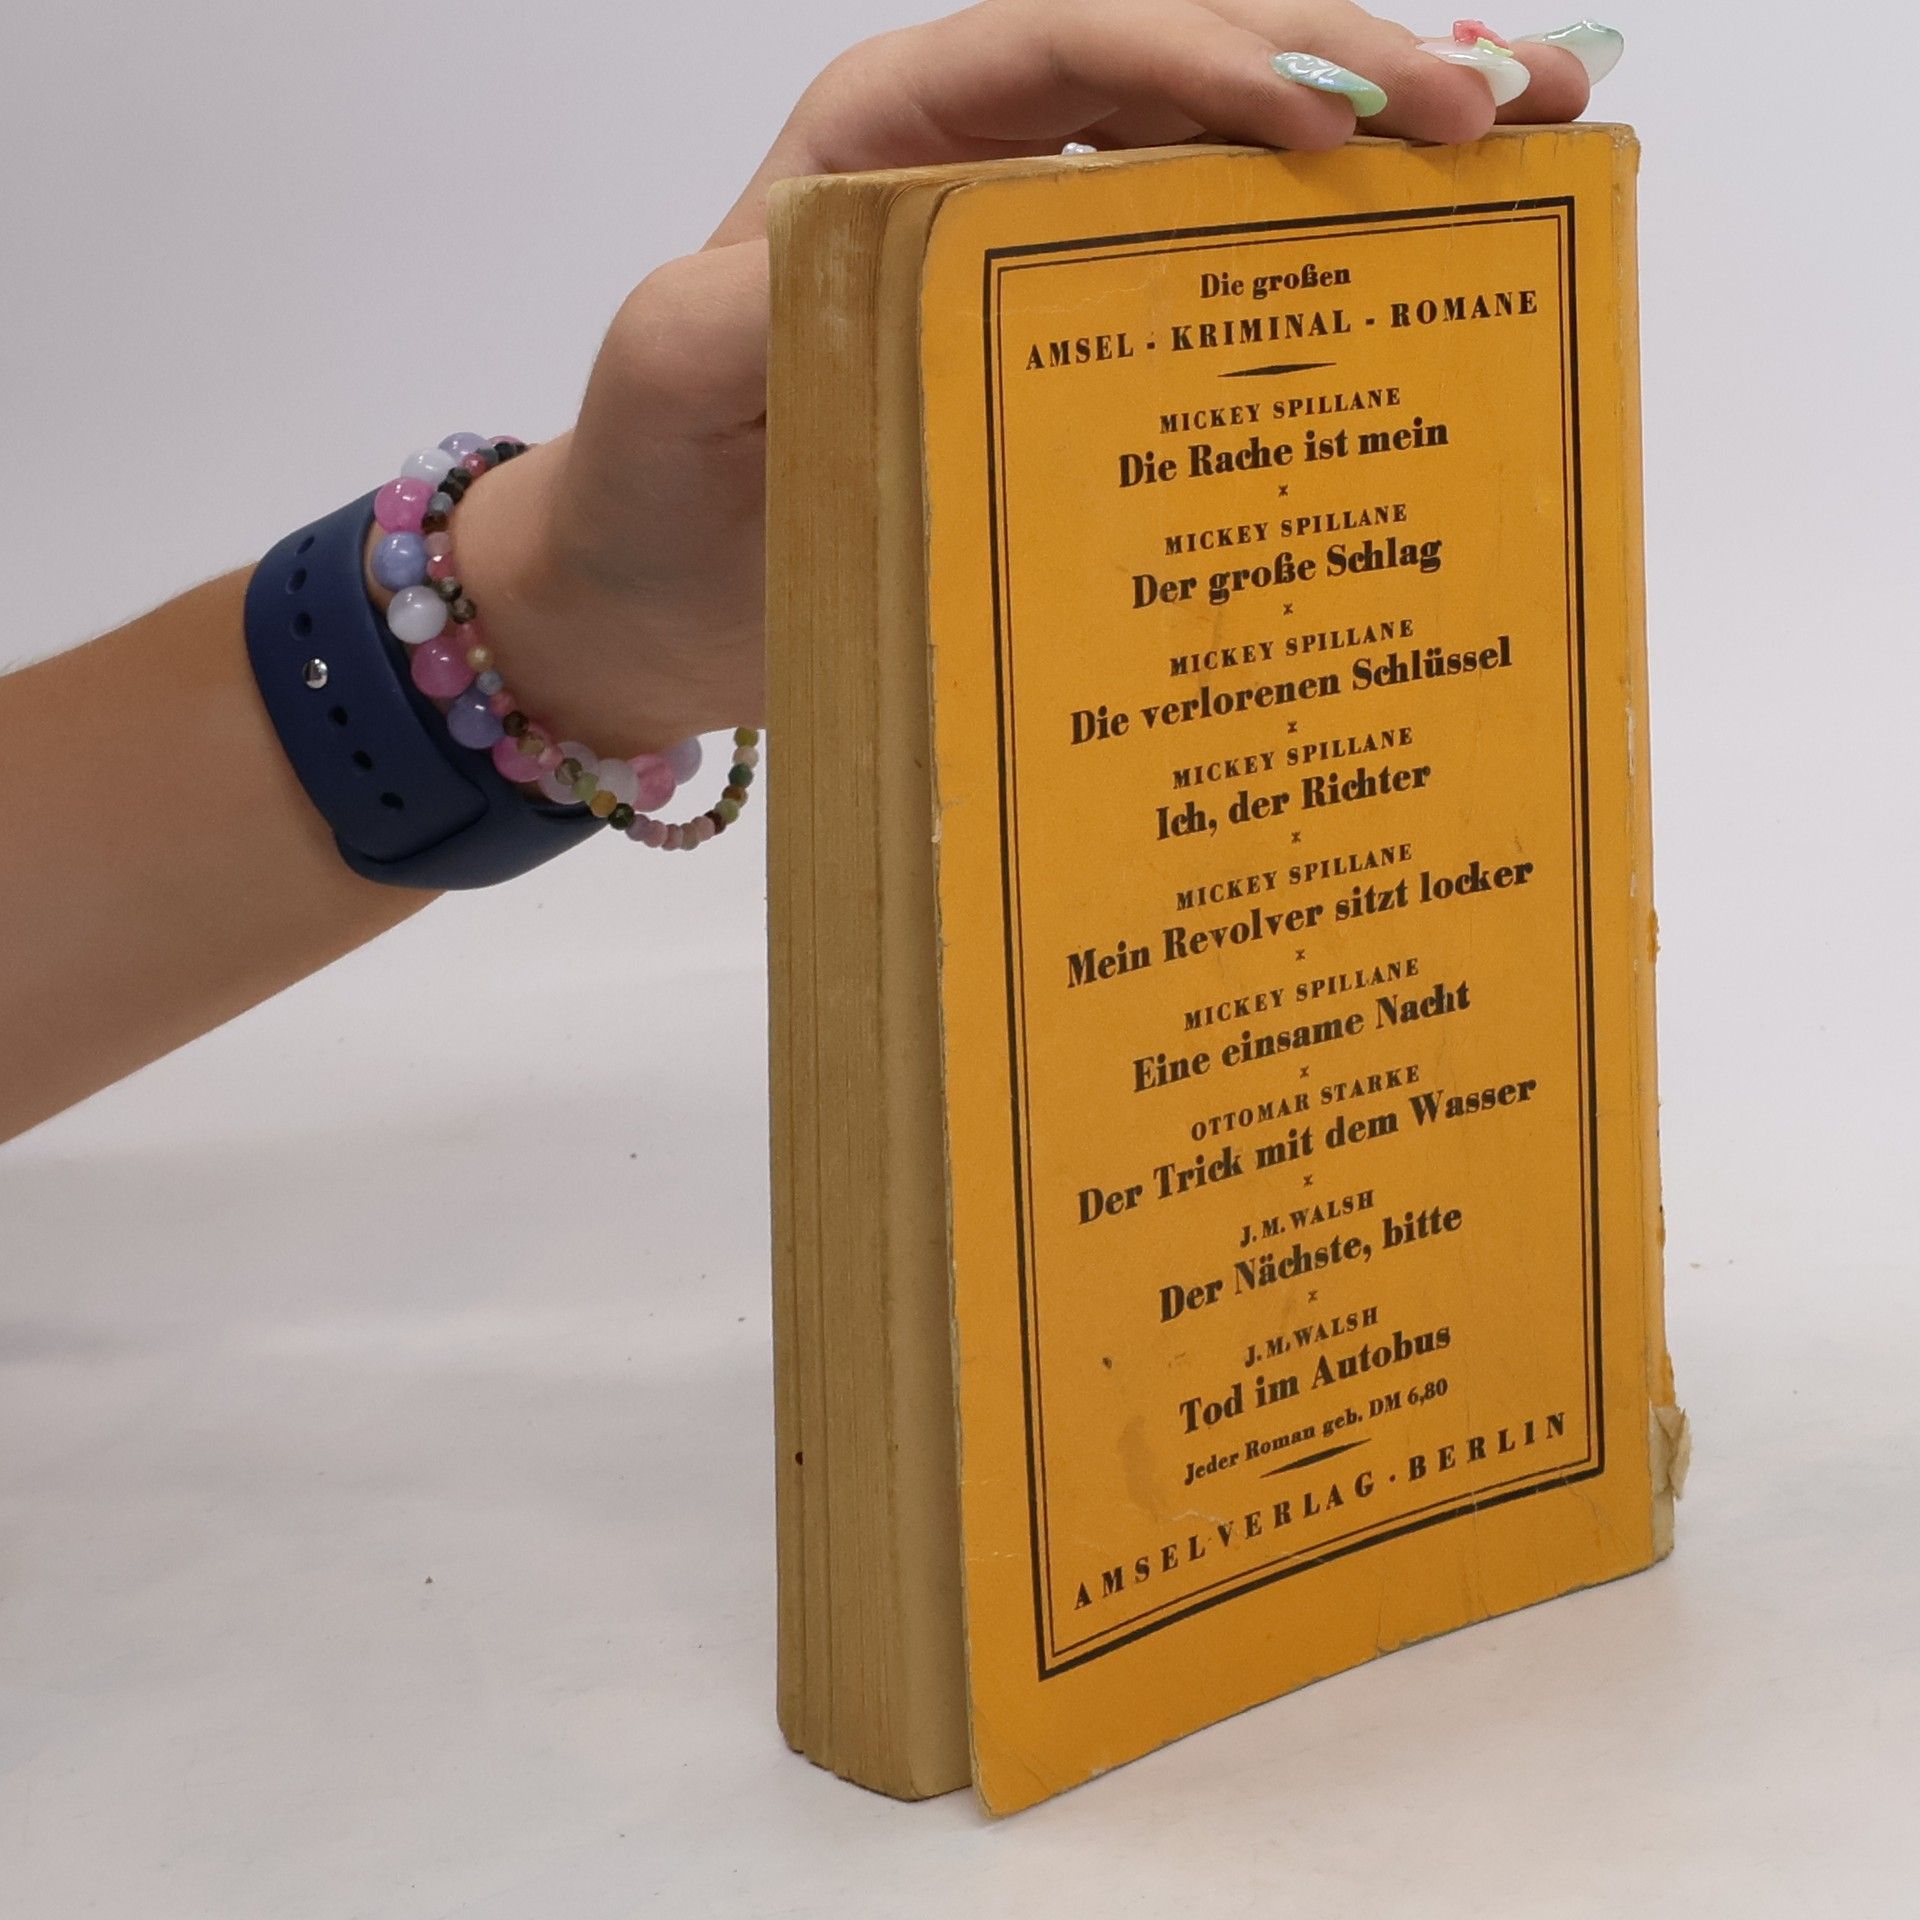 Die großen
AMSEL - KRIMINAL - ROMANE
MICKEY SPILLANE
Die Rache ist mein
*
MICKEY SPILLANE
Der große Schlag
*
MICKEY SPILLANE
Die verlorenen Schlüssel
*
MICKEY SPILLANE
Ich, der Richter
*
MICKEY SPILLANE
Mein Revolver sitzt locker
*
MICKEY SPILLANE
Eine einsame Nacht
*
OTTOMAR STARKE
Der Trick mit dem Wasser
*
J. M. WALSH
Der Nächste, bitte
*
J. M. WALSH
Tod im Autobus
Jeder Roman geb. DM 6,80
AMSEL VERLAG · BERLIN